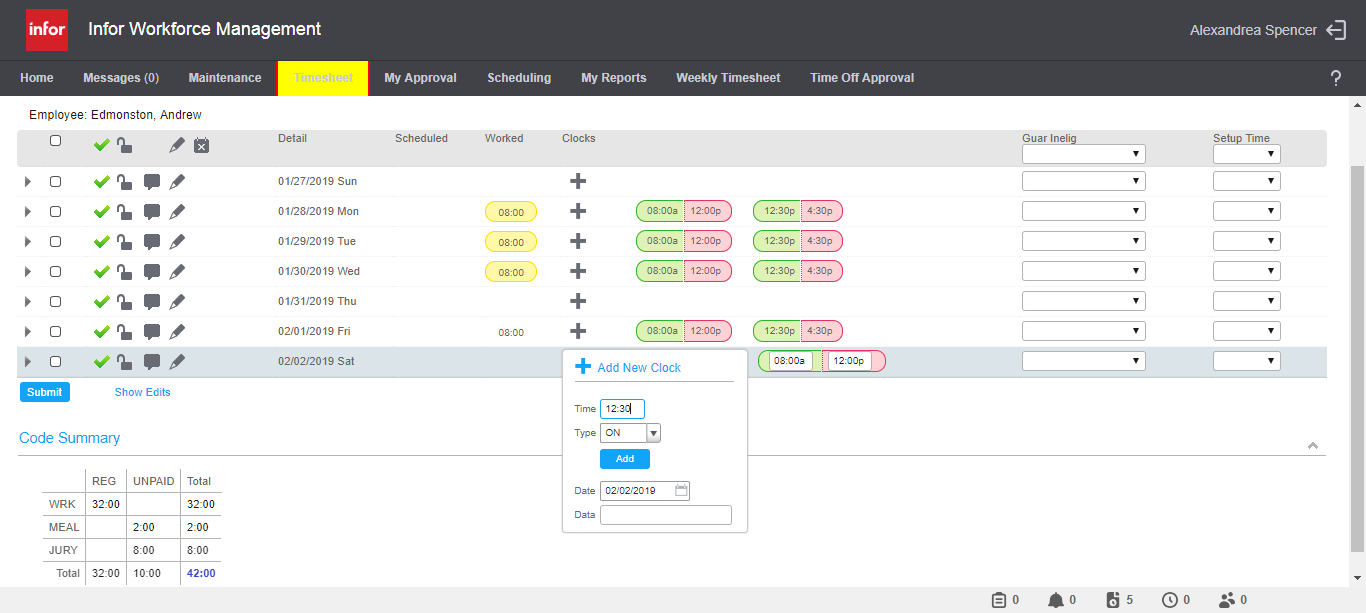 infor Infor Workforce Management Alexandrea Spencer
Home Messages (0) Maintenance Timesheet My Approval Scheduling My Reports Weekly Timesheet Time Off Approval ?
Employee: Edmonston, Andrew
Detail Scheduled Worked Clocks Guar Inelig Setup Time
01/27/2019 Sun
01/28/2019 Mon 08:00 08:00a 12:00p 12:30p 4:30p
01/29/2019 Tue 08:00 08:00a 12:00p 12:30p 4:30p
01/30/2019 Wed 08:00 08:00a 12:00p 12:30p 4:30p
01/31/2019 Thu
02/01/2019 Fri 08:00 08:00a 12:00p 12:30p 4:30p
02/02/2019 Sat 08:00a 12:00p
Add New Clock
Time 12:30
Type ON
Add
Date 02/02/2019
Data
Submit Show Edits
Code Summary
REG UNPAID Total
WRK 32:00 32:00
MEAL 2:00 2:00
JURY 8:00 8:00
Total 32:00 10:00 42:00
0 0 5 0 0